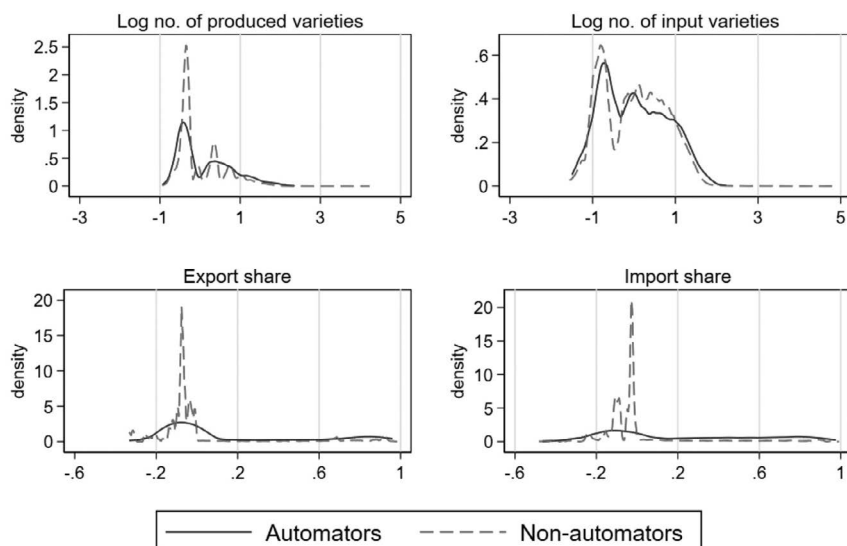 Log no. of produced varieties
density
2.5
2
1.5
1
.5
0
-3 -1 1 3 5
Log no. of input varieties
density
.6
.4
.2
0
-3 -1 1 3 5
Export share
density
20
15
10
5
0
-.6 -.2 .2 .6 1
Import share
density
20
15
10
5
0
-.6 -.2 .2 .6 1
Automators Non-automators